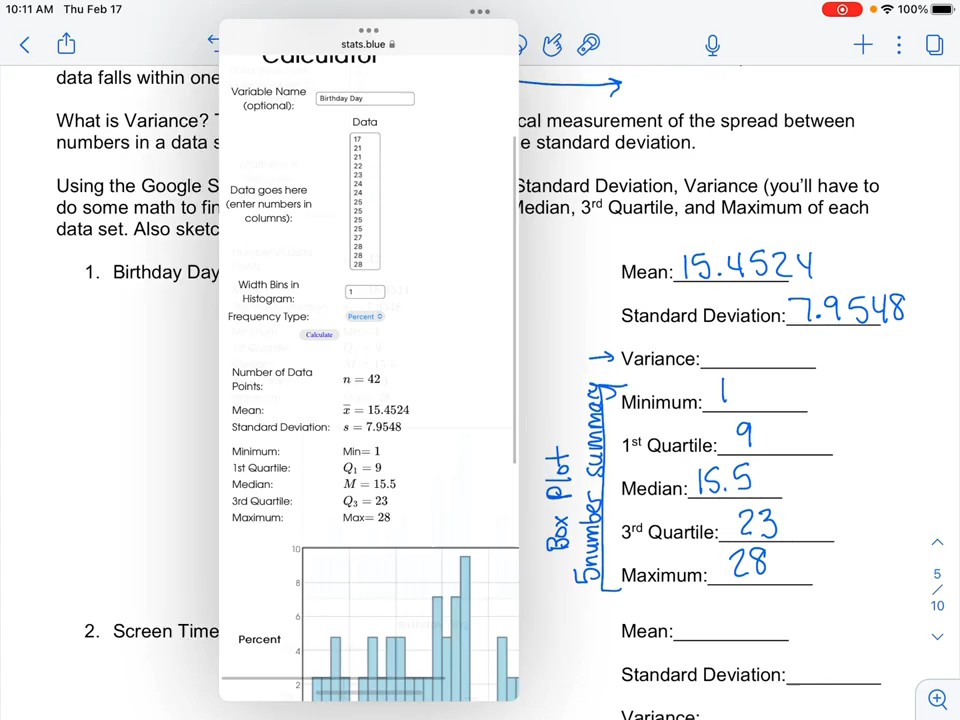 10:11 AM Thu Feb 17
100%
stats.blue
Calculator
data falls within one
What is Variance?
cal measurement of the spread between
numbers in a data s
e standard deviation.
Using the Google S
Standard Deviation, Variance (you'll have to
do some math to fin
Median, 3rd Quartile, and Maximum of each
data set. Also sketc
Variable Name
(optional):
Birthday Day
Data
Data goes here
(enter numbers in
columns):
17
21
21
22
23
24
24
25
25
25
25
27
28
28
28
Width Bins in
Histogram:
1
Frequency Type:
Percent
Calculate
Number of Data
Points:
n = 42
Mean:
x̅ = 15.4524
Standard Deviation:
s = 7.9548
Minimum:
Min= 1
1st Quartile:
Q1 = 9
Median:
M = 15.5
3rd Quartile:
Q3 = 23
Maximum:
Max= 28
Percent
10
8
6
4
2
1. Birthday Day
Mean: 15.4524
Standard Deviation: 7.9548
→ Variance:
Minimum: 1
1st Quartile: 9
Median: 15.5
3rd Quartile: 23
Maximum: 28
Box Plot
5 number summary
2. Screen Time
Mean:
Standard Deviation:
Variance:
5
/
10